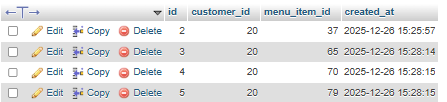 id customer_id menu_item_id created_at
Edit Copy Delete 2 20 37 2025-12-26 15:25:57
Edit Copy Delete 3 20 65 2025-12-26 15:28:14
Edit Copy Delete 4 20 70 2025-12-26 15:28:15
Edit Copy Delete 5 20 79 2025-12-26 15:28:15